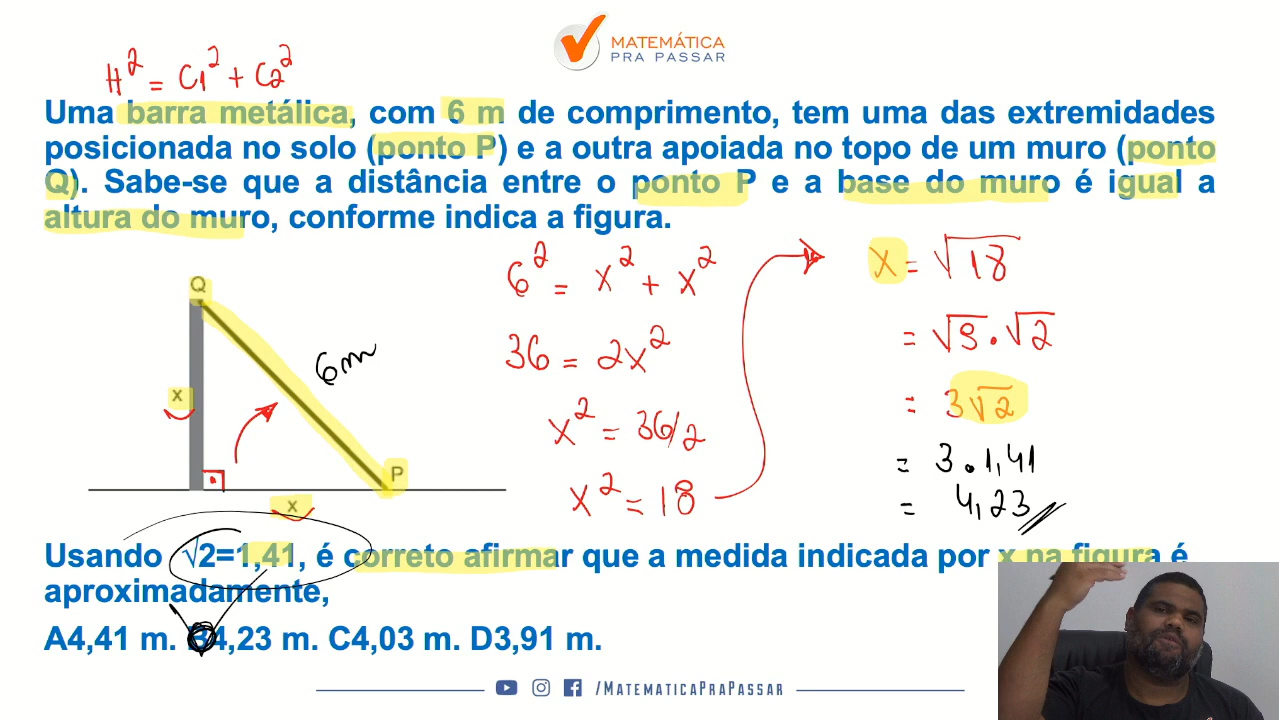 MATEMÁTICA
PRA PASSAR
H² = C1² + C2²
Uma barra metálica, com 6 m de comprimento, tem uma das extremidades
posicionada no solo (ponto P) e a outra apoiada no topo de um muro (ponto
Q). Sabe-se que a distância entre o ponto P e a base do muro é igual a
altura do muro, conforme indica a figura.
Q
6m
x
P
x
6² = x² + x²
36 = 2x²
x² = 36/2
x² = 18
x = √18
= √9 . √2
= 3√2
= 3 . 1,41
= 4,23
Usando √2=1,41, é correto afirmar que a medida indicada por x na figura é
aproximadamente,
A4,41 m. B4,23 m. C4,03 m. D3,91 m.
/MATEMATICAPRAPASSAR